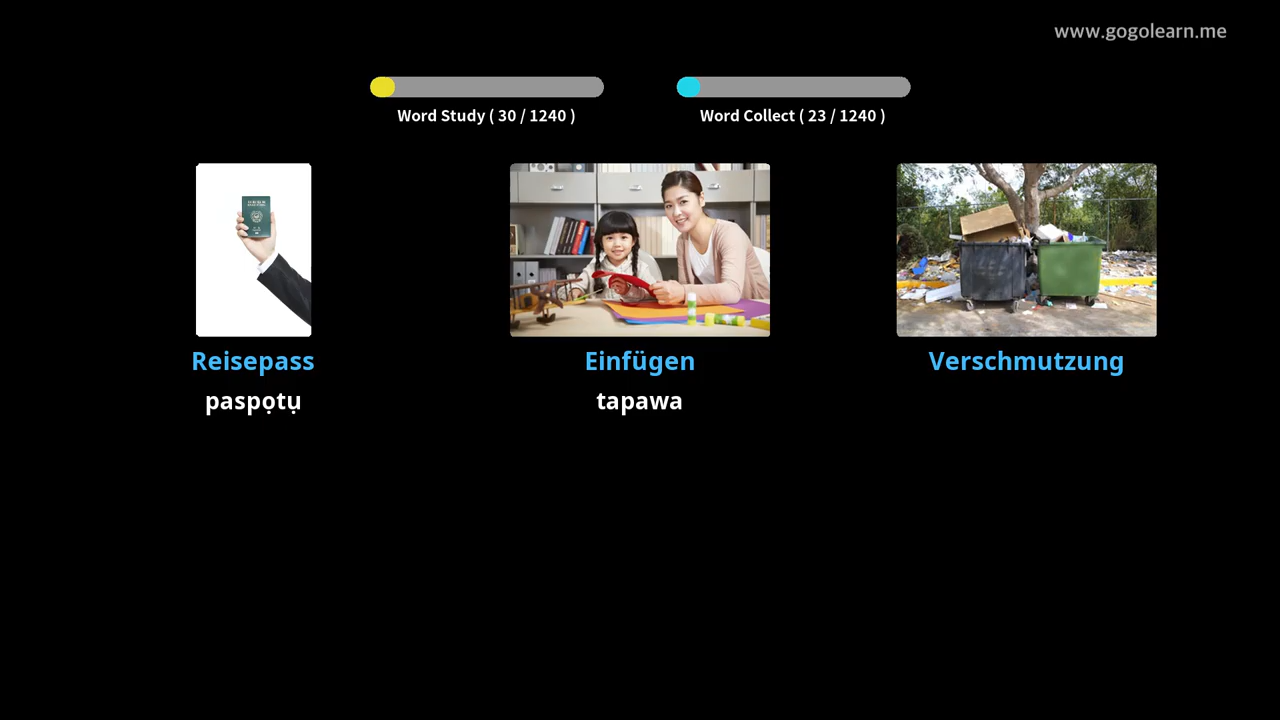 www.gogolearn.me
Word Study ( 30 / 1240 )
Word Collect ( 23 / 1240 )
Reisepass
paspọtụ
Einfügen
tapawa
Verschmutzung